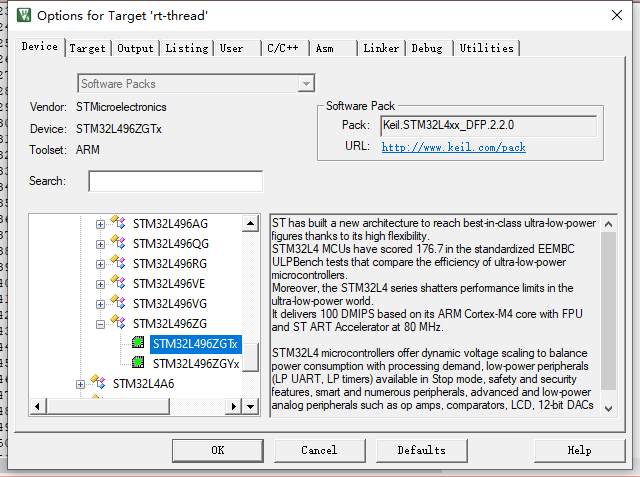 Options for Target 'rt-thread'
Device Target Output Listing User C/C++ Asm Linker Debug Utilities
Software Packs
Vendor: STMicroelectronics
Device: STM32L496ZGTx
Toolset: ARM
Search:
Software Pack
Pack: Keil.STM32L4xx_DFP.2.2.0
URL: http://www.keil.com/pack
STM32L496AG
STM32L496QG
STM32L496RG
STM32L496VE
STM32L496VG
STM32L496ZG
STM32L496ZGTx
STM32L496ZGYx
STM32L4A6
ST has built a new architecture to reach best-in-class ultra-low-power
figures thanks to its high flexibility.
STM32L4 MCUs have scored 176.7 in the standardized EEMBC
ULPBench tests that compare the efficiency of ultra-low-power
microcontrollers.
Moreover, the STM32L4 series shatters perfomance limits in the
ultra-low-power world.
It delivers 100 DMIPS based on its ARM Cortex-M4 core with FPU
and ST ART Accelerator at 80 MHz.
STM32L4 microcontrollers offer dynamic voltage scaling to balance
power consumption with processing demand, low-power peripherals
(LP UART, LP timers) available in Stop mode, safety and security
features, smart and numerous peripherals, advanced and low-power
analog peripherals such as op amps, comparators, LCD, 12-bit DACs
OK Cancel Defaults Help